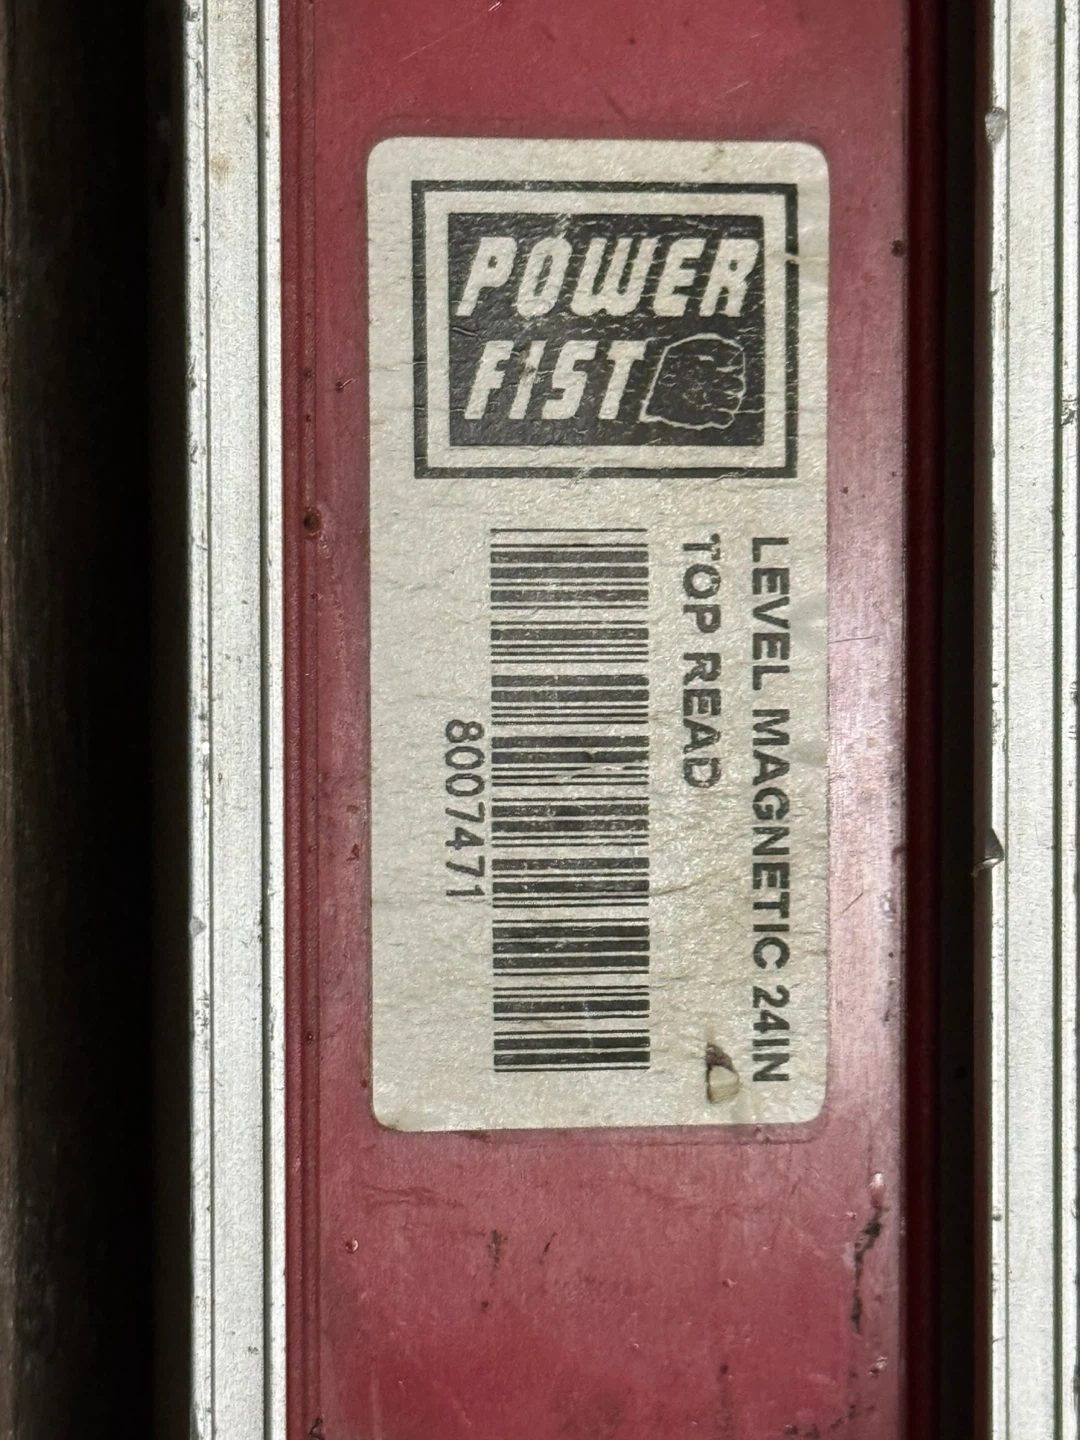 POWER
FIST
LEVEL MAGNETIC 24IN
TOP READ
8007471